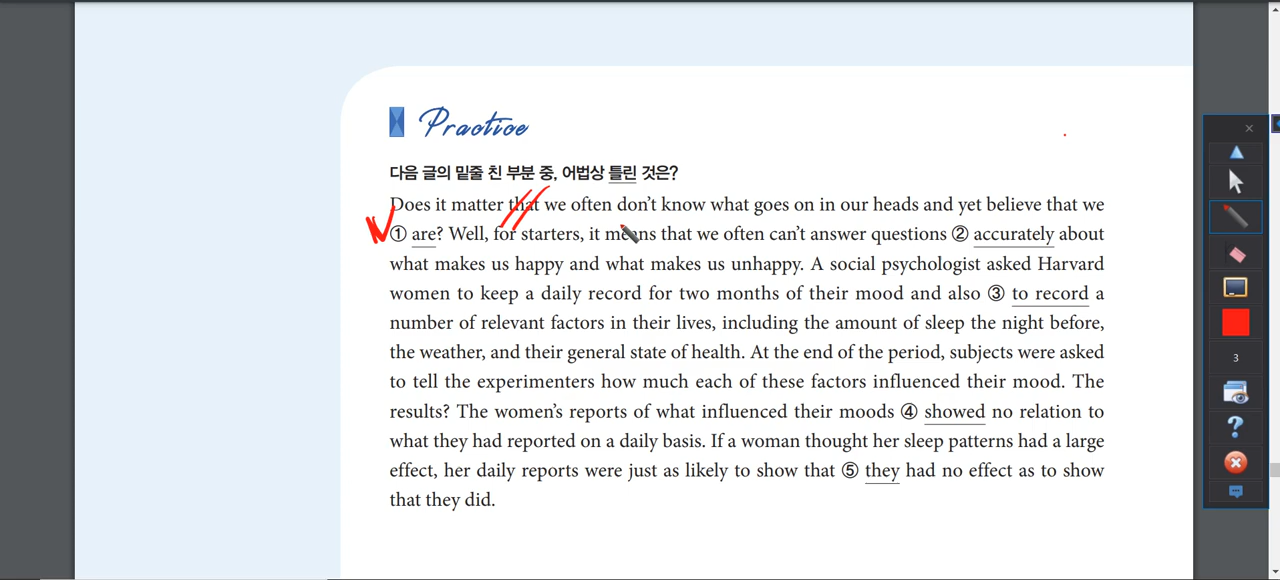 Practice
다음 글의 밑줄 친 부분 중, 어법상 틀린 것은?
Does it matter that we often don't know what goes on in our heads and yet believe that we
① are? Well, for starters, it means that we often can't answer questions ② accurately about
what makes us happy and what makes us unhappy. A social psychologist asked Harvard
women to keep a daily record for two months of their mood and also ③ to record a
number of relevant factors in their lives, including the amount of sleep the night before,
the weather, and their general state of health. At the end of the period, subjects were asked
to tell the experimenters how much each of these factors influenced their mood. The
results? The women's reports of what influenced their moods ④ showed no relation to
what they had reported on a daily basis. If a woman thought her sleep patterns had a large
effect, her daily reports were just as likely to show that ⑤ they had no effect as to show
that they did.
3